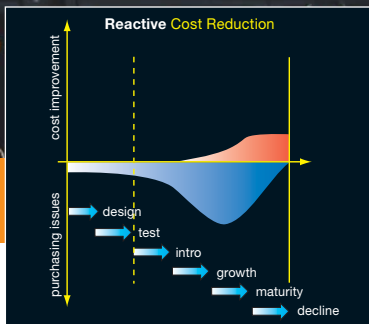 Reactive Cost Reduction
cost improvement
purchasing issues
design
test
intro
growth
maturity
decline